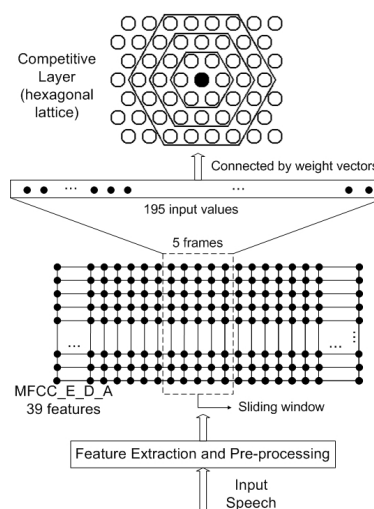 Competitive
Layer
(hexagonal
lattice)
Connected by weight vectors
... ...
195 input values
5 frames
... ... ...
MFCC_E_D_A
39 features
Sliding window
Feature Extraction and Pre-processing
Input
Speech